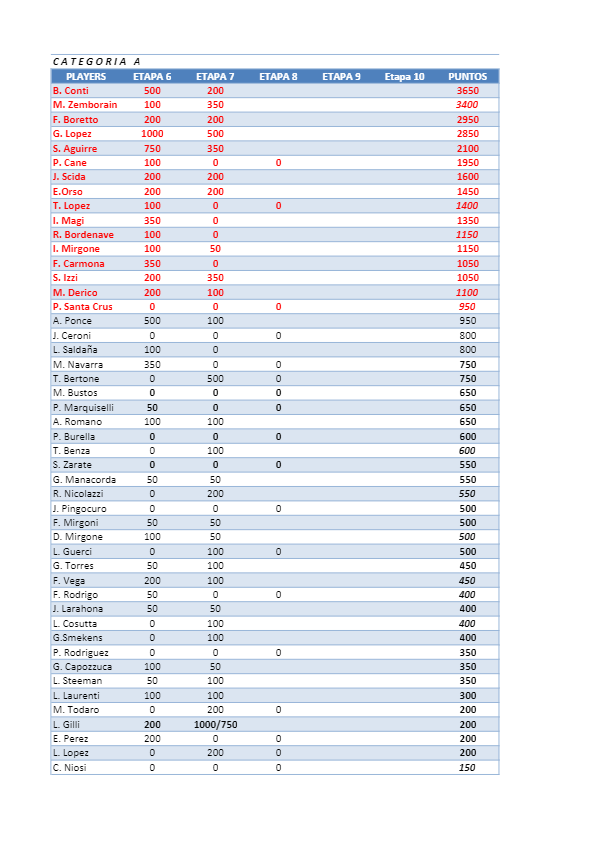 CATEGORIA A
PLAYERS ETAPA 6 ETAPA 7 ETAPA 8 ETAPA 9 Etapa 10 PUNTOS
B. Conti 500 200 3650
M. Zemborain 100 350 3400
F. Boretto 200 200 2950
G. Lopez 1000 500 2850
S. Aguirre 750 350 2100
P. Cane 100 0 0 1950
J. Scida 200 200 1600
E.Orso 200 200 1450
T. Lopez 100 0 0 1400
I. Magi 350 0 1350
R. Bordenave 100 0 1150
I. Mirgone 100 50 1150
F. Carmona 350 0 1050
S. Izzi 200 350 1050
M. Derico 200 100 1100
P. Santa Crus 0 0 0 950
A. Ponce 500 100 950
J. Ceroni 0 0 0 800
L. Saldaña 100 0 800
M. Navarra 350 0 0 750
T. Bertone 0 500 0 750
M. Bustos 0 0 0 650
P. Marquiselli 50 0 0 650
A. Romano 100 100 650
P. Burella 0 0 0 600
T. Benza 0 100 600
S. Zarate 0 0 0 550
G. Manacorda 50 50 550
R. Nicolazzi 0 200 550
J. Pingocuro 0 0 0 500
F. Mirgoni 50 50 500
D. Mirgone 100 50 500
L. Guerci 0 100 0 500
G. Torres 50 100 450
F. Vega 200 100 450
F. Rodrigo 50 0 0 400
J. Larahona 50 50 400
L. Cosutta 0 100 400
G.Smekens 0 100 400
P. Rodriguez 0 0 0 350
G. Capozzuca 100 50 350
L. Steeman 50 100 350
L. Laurenti 100 100 300
M. Todaro 0 200 0 200
L. Gilli 200 1000/750 200
E. Perez 200 0 0 200
L. Lopez 0 200 0 200
C. Niosi 0 0 0 150